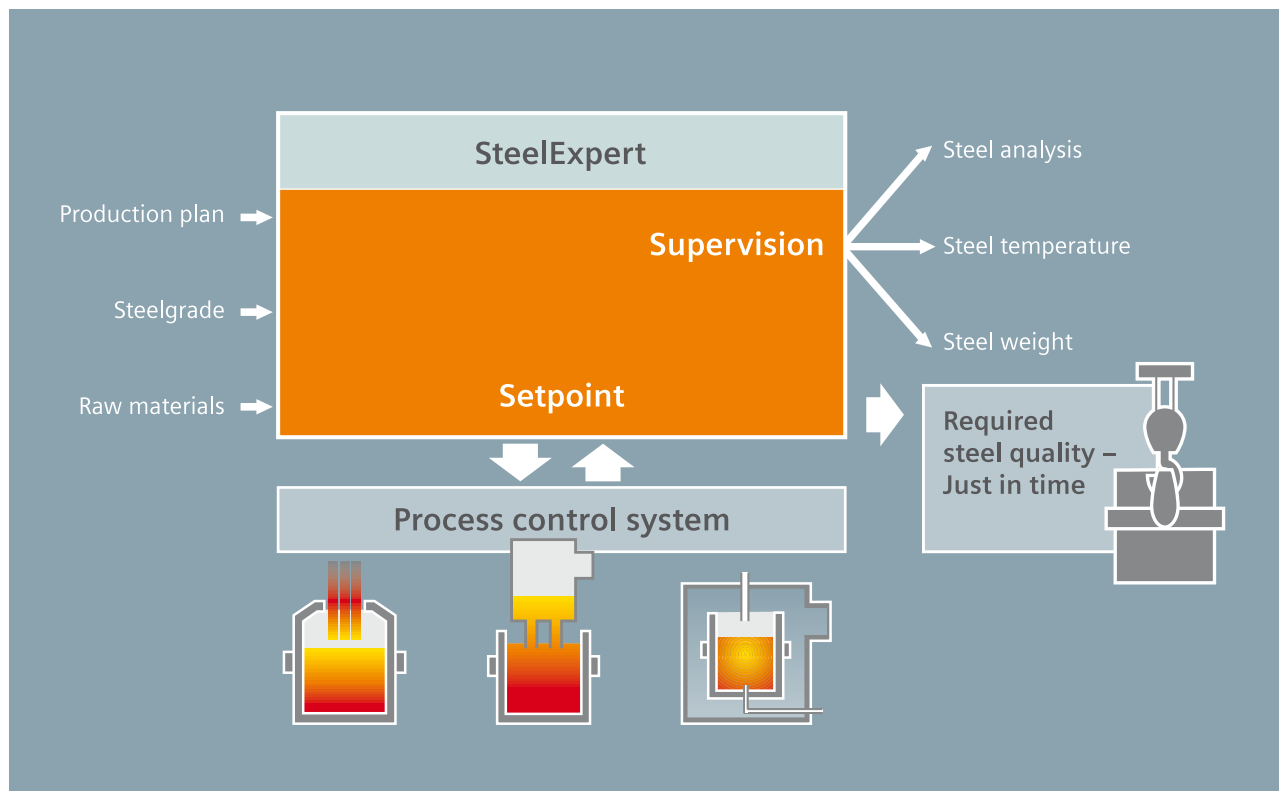 SteelExpert
Production plan
Steelgrade
Raw materials
Supervision
Setpoint
Steel analysis
Steel temperature
Steel weight
Process control system
Required
steel quality –
Just in time